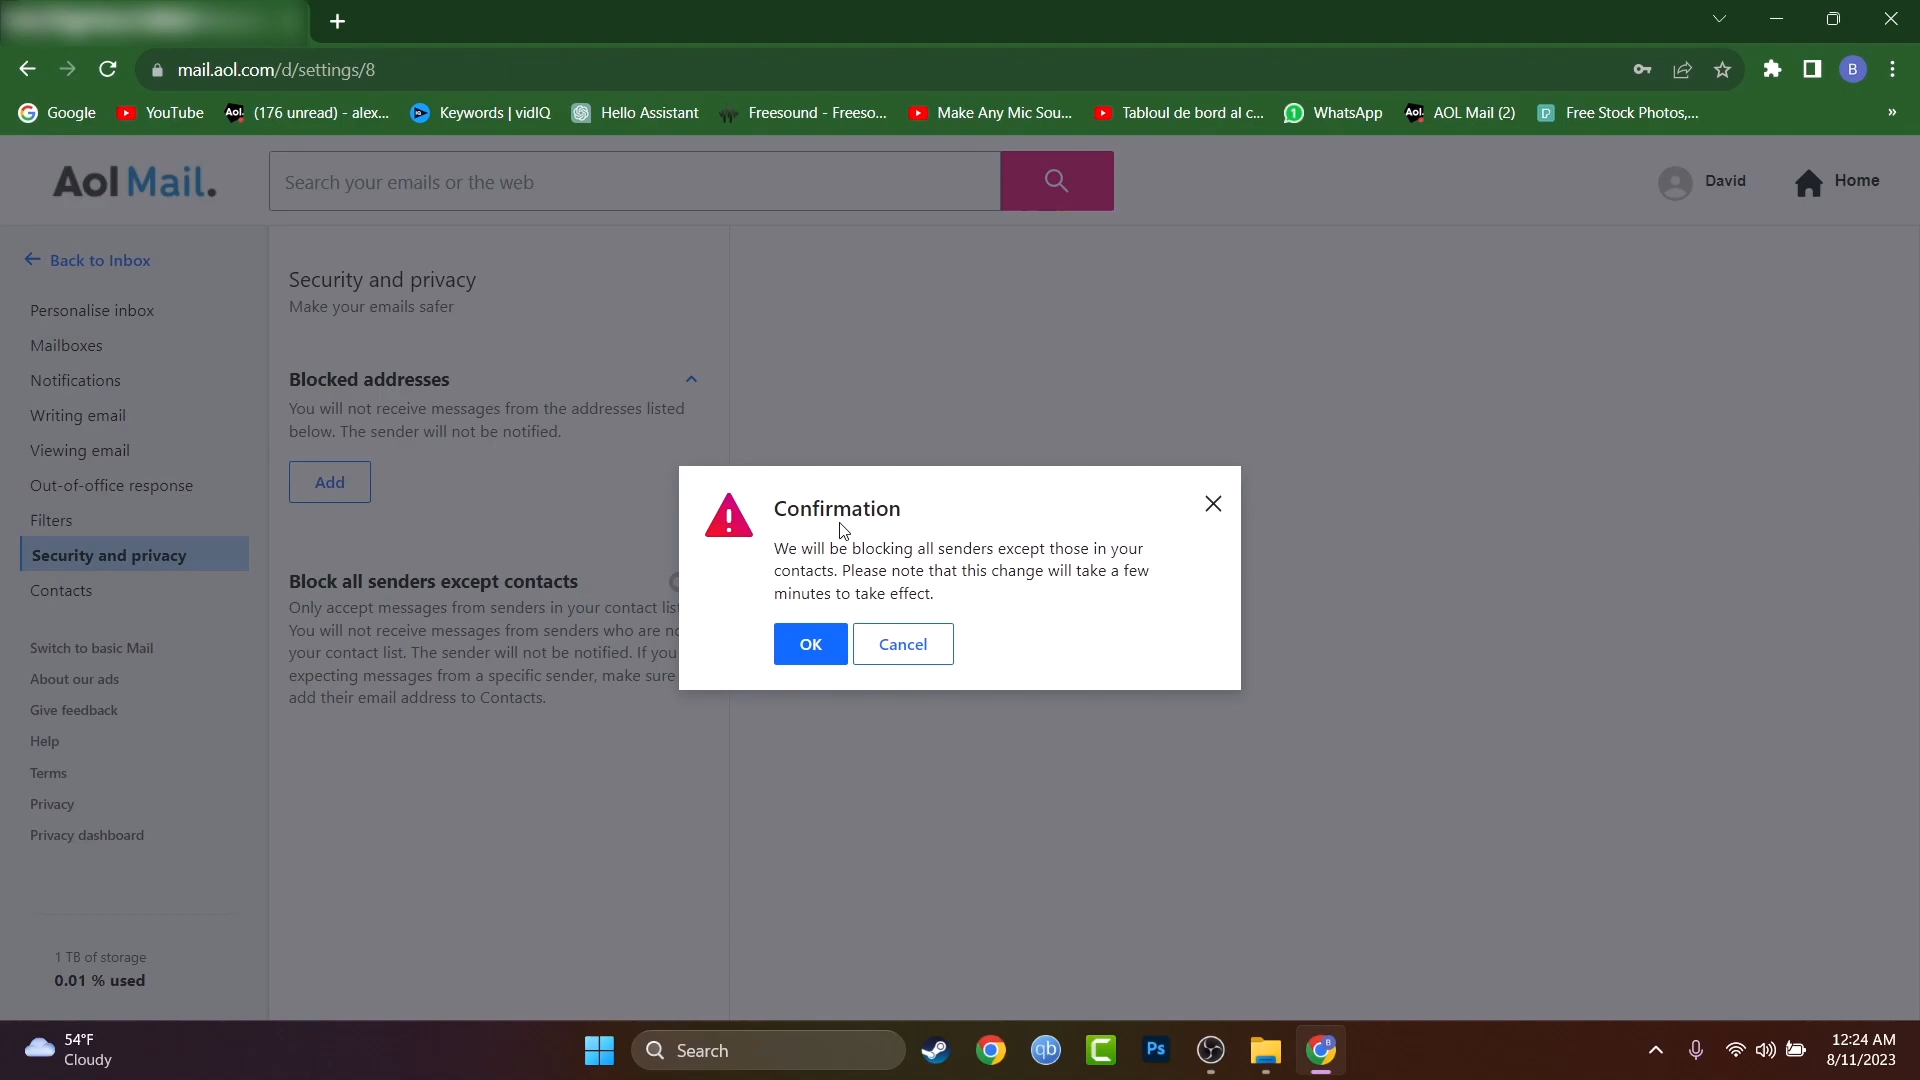 mail.aol.com/d/settings/8
Google
YouTube
Aol. (176 unread) - alex...
Keywords | vidIQ
Hello Assistant
Freesound - Freeso...
Make Any Mic Sou...
Tabloul de bord al c...
WhatsApp
Aol. AOL Mail (2)
Free Stock Photos,...
»
B
Aol Mail.
Search your emails or the web
David
Home
Back to Inbox
Personalise inbox
Mailboxes
Notifications
Writing email
Viewing email
Out-of-office response
Filters
Security and privacy
Contacts
Switch to basic Mail
About our ads
Give feedback
Help
Terms
Privacy
Privacy dashboard
1 TB of storage
0.01 % used
Security and privacy
Make your emails safer
Blocked addresses
You will not receive messages from the addresses listed
below. The sender will not be notified.
Add
Block all senders except contacts
Only accept messages from senders in your contact list
You will not receive messages from senders who are
your contact list. The sender will not be notified. If you
expecting messages from a specific sender, make sure
add their email address to Contacts.
Confirmation
We will be blocking all senders except those in your
contacts. Please note that this change will take a few
minutes to take effect.
OK
Cancel
54°F
Cloudy
Search
qb
Ps
B
12:24 AM
8/11/2023